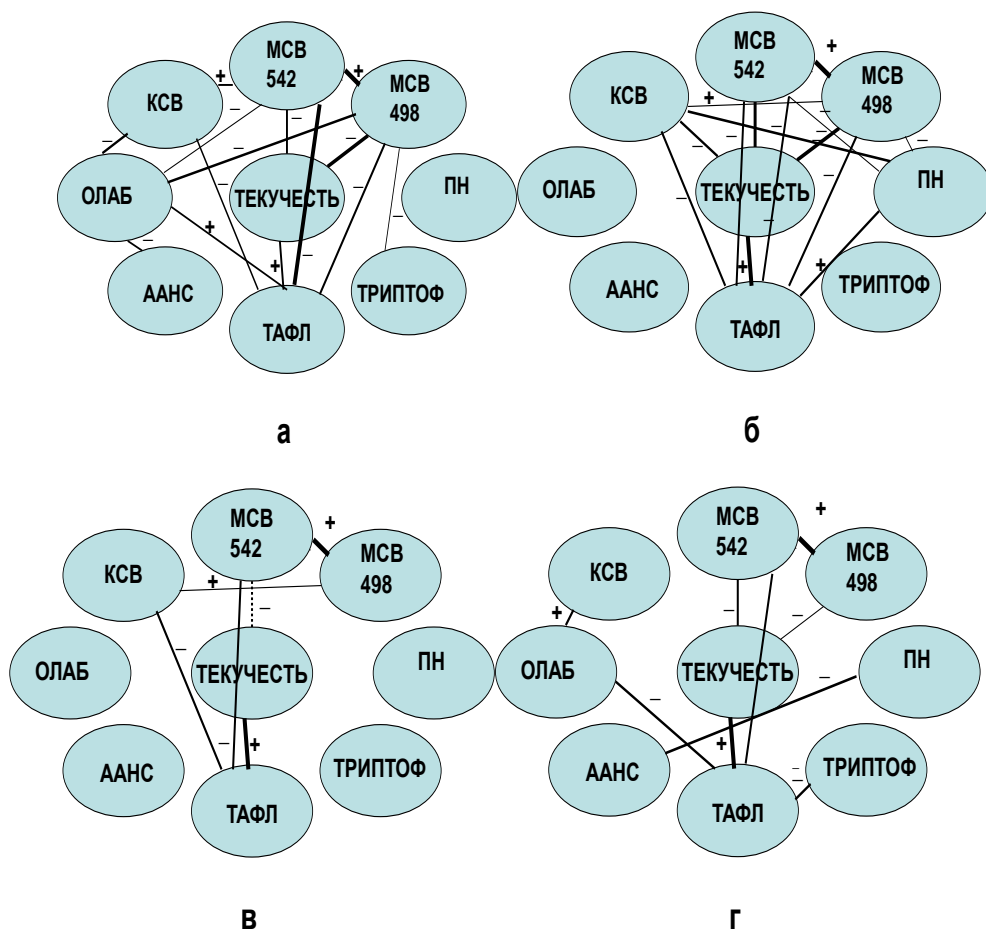 МСВ
542
МСВ
498
КСВ
ОЛАБ
ТЕКУЧЕСТЬ
ПН
ААНС
ТАФЛ
ТРИПТОФ
+
–
–
+
–
–
–
–
–
–
–
–
+
+
–
а
МСВ
542
МСВ
498
КСВ
ОЛАБ
ТЕКУЧЕСТЬ
ПН
ААНС
ТАФЛ
ТРИПТОФ
+
+
–
–
–
–
–
–
–
–
–
+
+
б
МСВ
542
МСВ
498
КСВ
ОЛАБ
ТЕКУЧЕСТЬ
ПН
ААНС
ТАФЛ
ТРИПТОФ
+
+
–
–
–
+
в
МСВ
542
МСВ
498
КСВ
ОЛАБ
ТЕКУЧЕСТЬ
ПН
ААНС
ТАФЛ
ТРИПТОФ
+
+
–
–
–
–
–
+
–
–
г